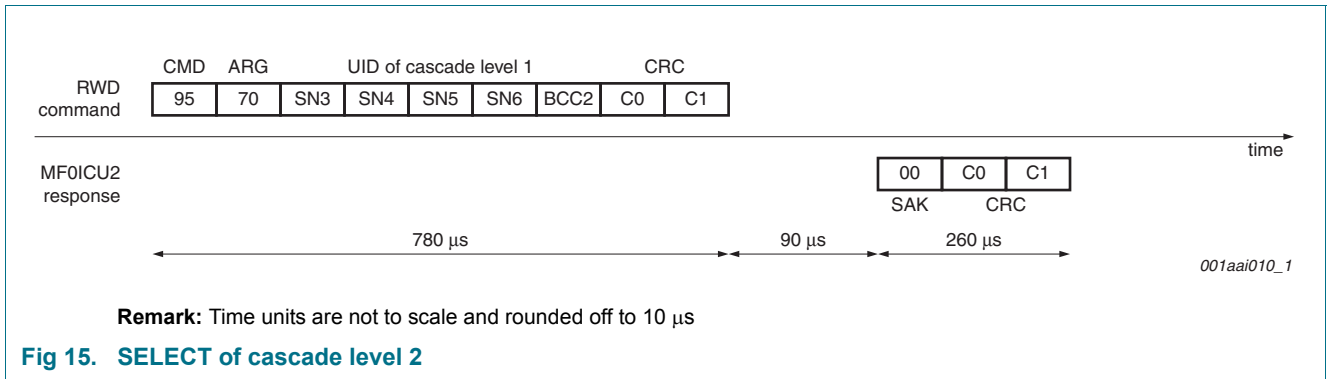 CMD ARG UID of cascade level 1 CRC
RWD command
95 70 SN3 SN4 SN5 SN6 BCC2 C0 C1
time
MF0ICU2 response
00 C0 C1
SAK CRC
780 µs 90 µs 260 µs
001aai010_1
Remark: Time units are not to scale and rounded off to 10 µs
Fig 15. SELECT of cascade level 2